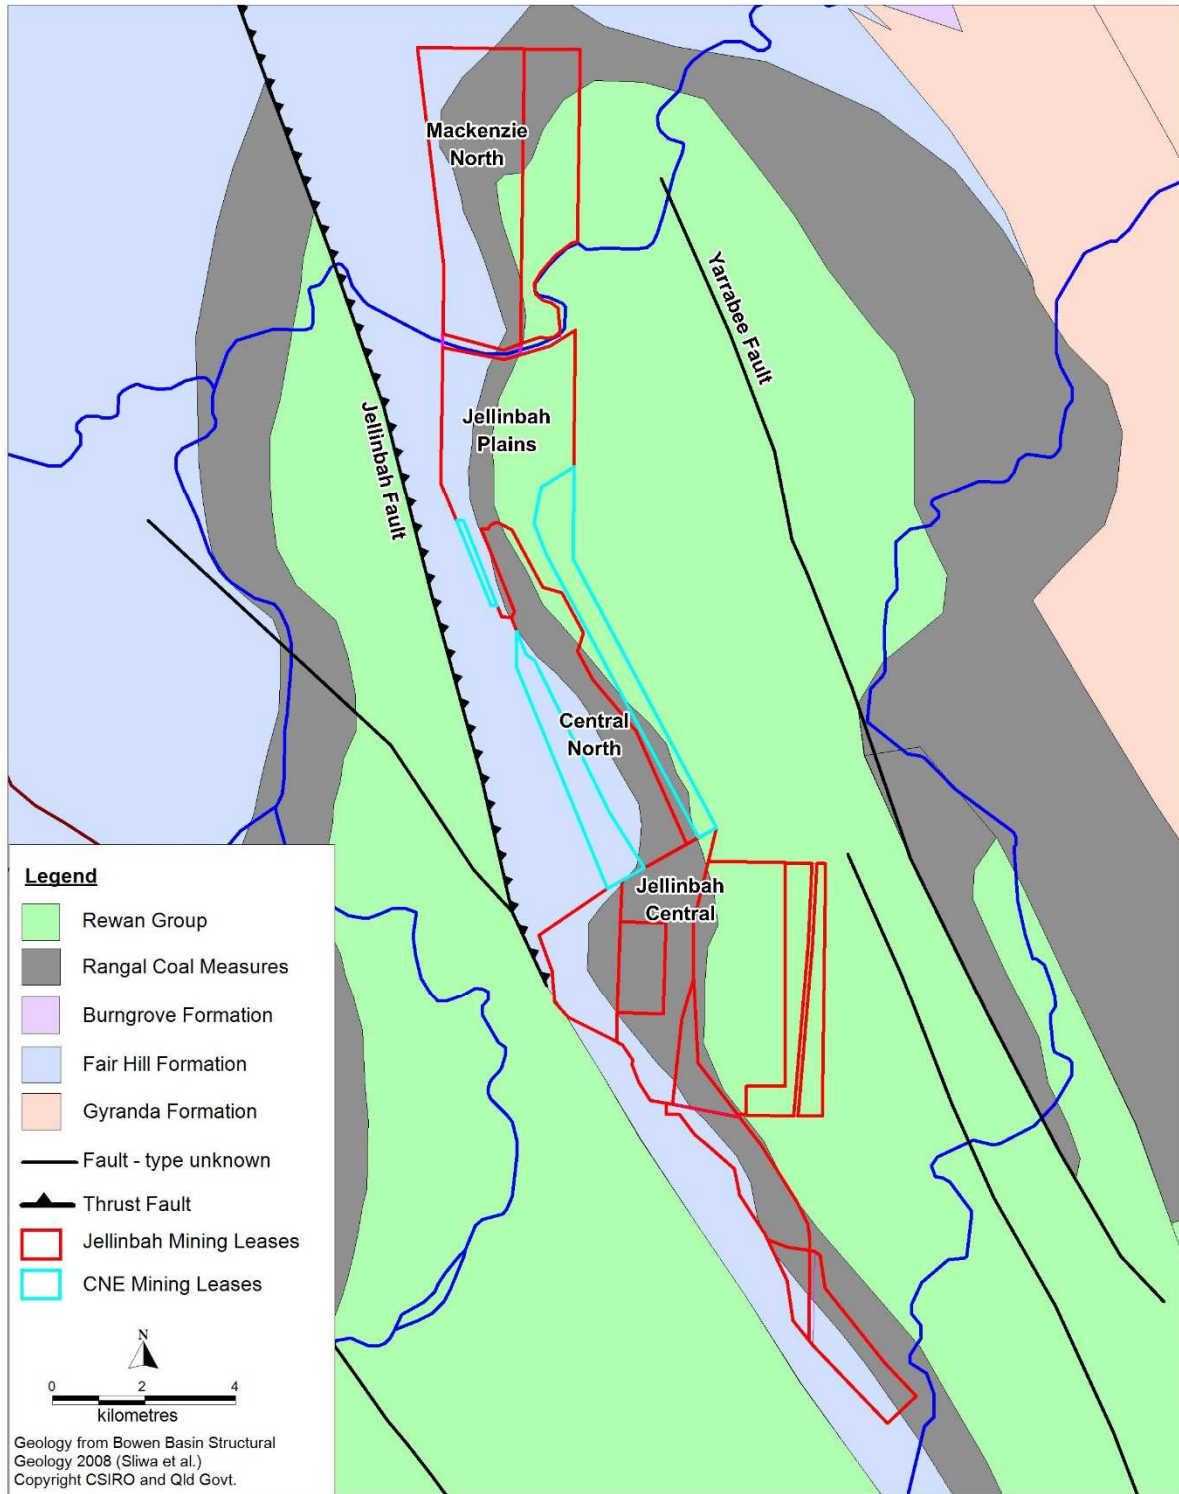 Mackenzie
North
Yarrabee Fault
Jellinbah Fault
Jellinbah
Plains
Central
North
Jellinbah
Central
Legend
Rewan Group
Rangal Coal Measures
Burngrove Formation
Fair Hill Formation
Gyranda Formation
Fault - type unknown
Thrust Fault
Jellinbah Mining Leases
CNE Mining Leases
N
0 2 4
kilometres
Geology from Bowen Basin Structural
Geology 2008 (Sliwa et al.)
Copyright CSIRO and Qld Govt.